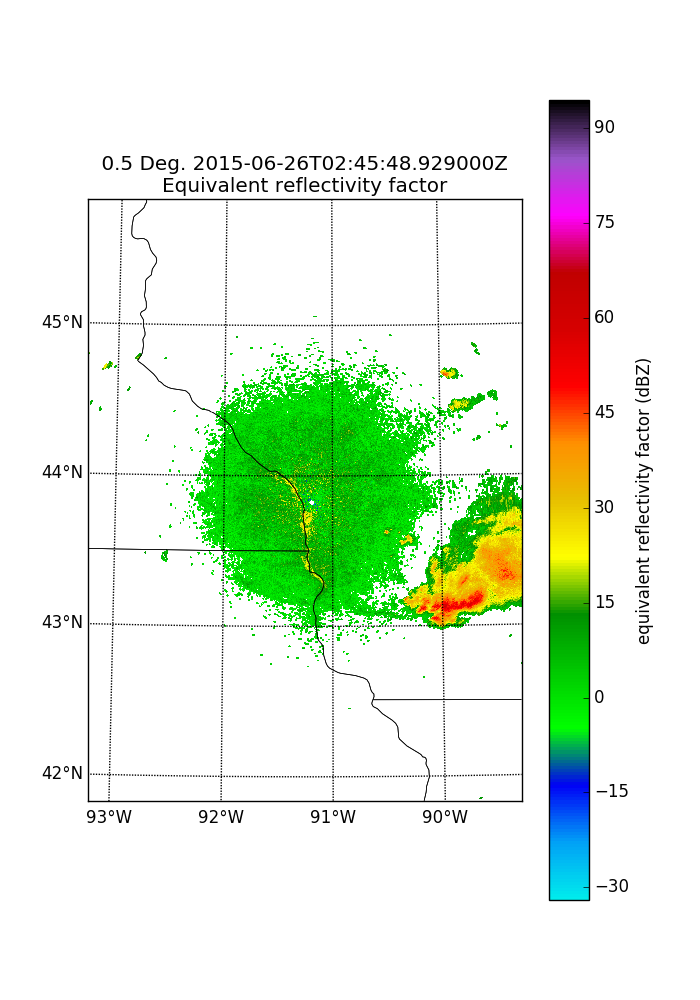 0.5 Deg. 2015-06-26T02:45:48.929000Z
Equivalent reflectivity factor
45°N
44°N
43°N
42°N
93°W 92°W 91°W 90°W
90
75
60
45
30
15
0
−15
−30
equivalent reflectivity factor (dBZ)